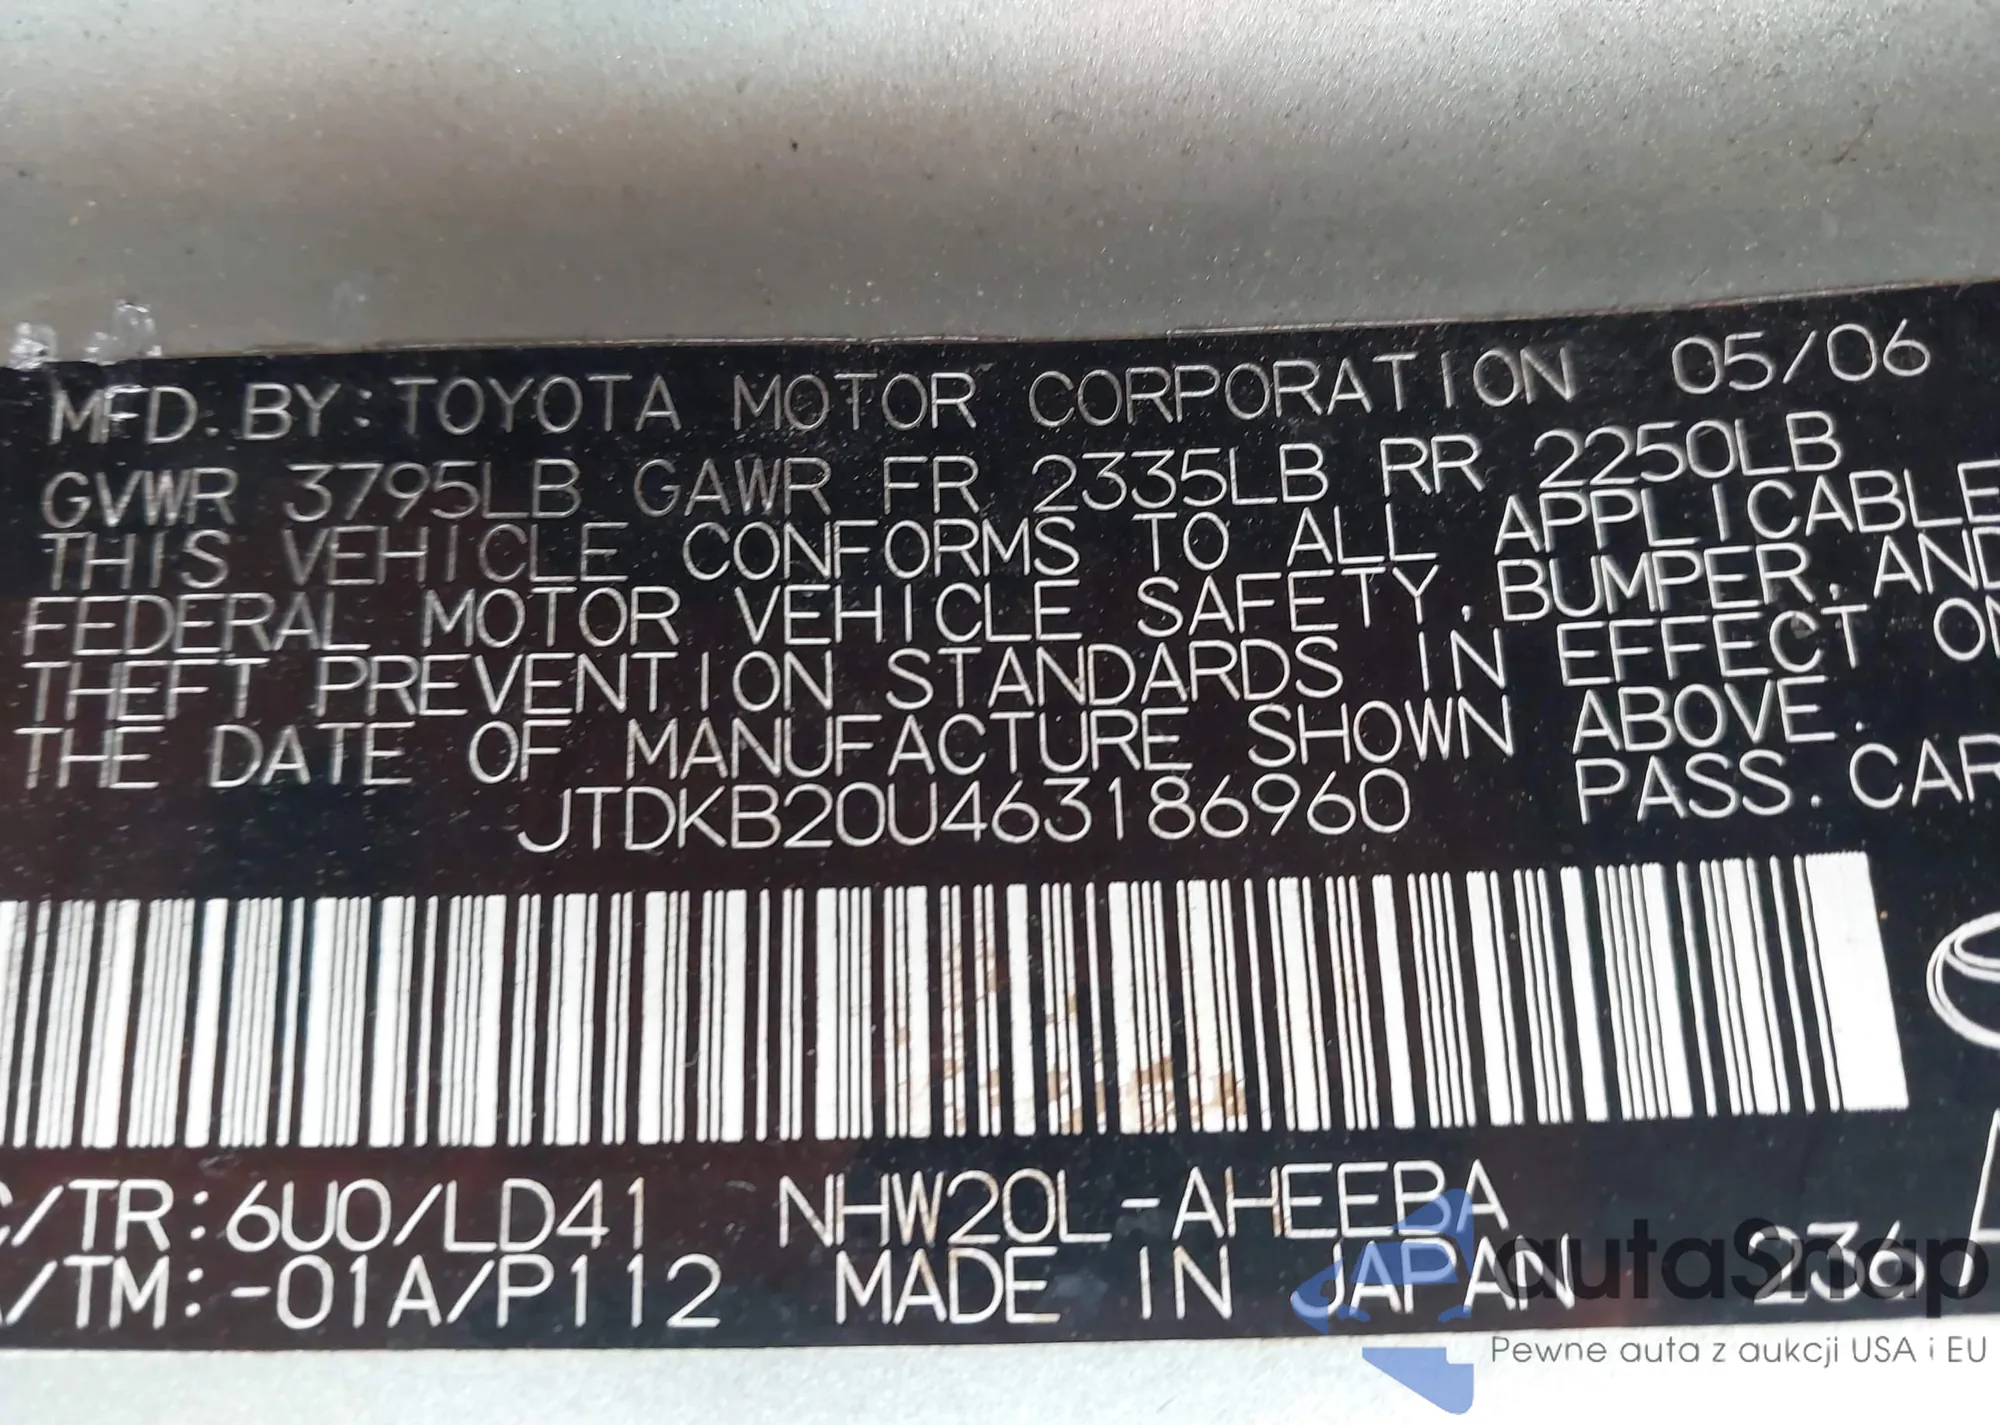 MFD. BY: TOYOTA MOTOR CORPORATION 05/06
GVWR 3795LB GAWR FR 2335LB RR 2250LB
THIS VEHICLE CONFORMS TO ALL APPLICABLE
FEDERAL MOTOR VEHICLE SAFETY, BUMPER, AND
THEFT PREVENTION STANDARDS IN EFFECT ON
THE DATE OF MANUFACTURE SHOWN ABOVE.
JTDKB20U463186960 PASS. CAR
C/TR: 6U0/LD41 NHW20L-AHEEBA
A/TM: -01A/P112 MADE IN JAPAN 236
autaSnap
Pewne auta z aukcji USA i EU